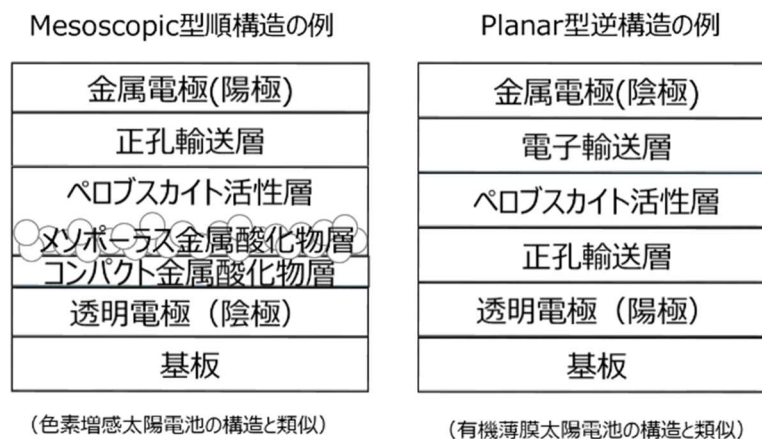 Mesoscopic型順構造の例
金属電極(陽極)
正孔輸送層
ペロブスカイト活性層
メソポーラス金属酸化物層
コンパクト金属酸化物層
透明電極（陰極）
基板
（色素増感太陽電池の構造と類似）
Planar型逆構造の例
金属電極(陰極)
電子輸送層
ペロブスカイト活性層
正孔輸送層
透明電極（陽極）
基板
（有機薄膜太陽電池の構造と類似）